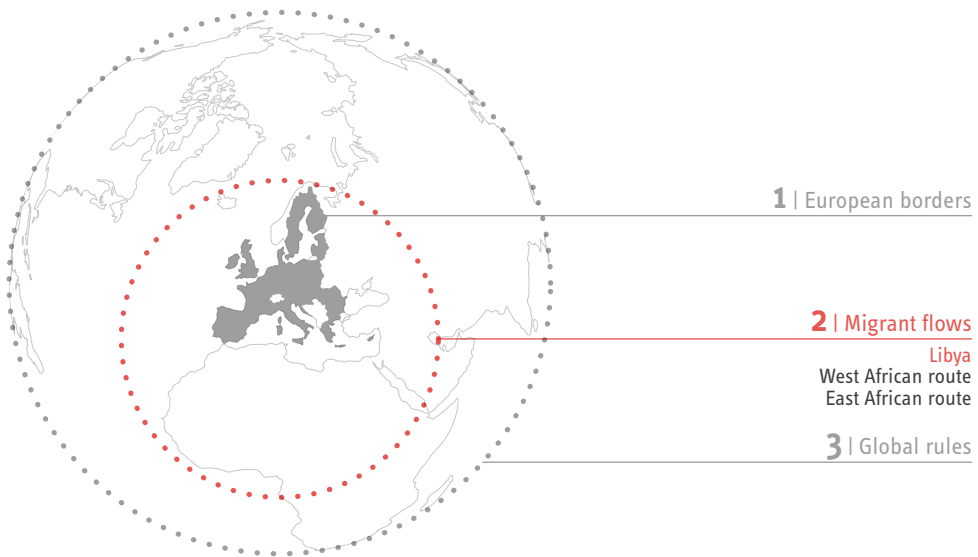 1 | European borders
2 | Migrant flows
Libya
West African route
East African route
3 | Global rules